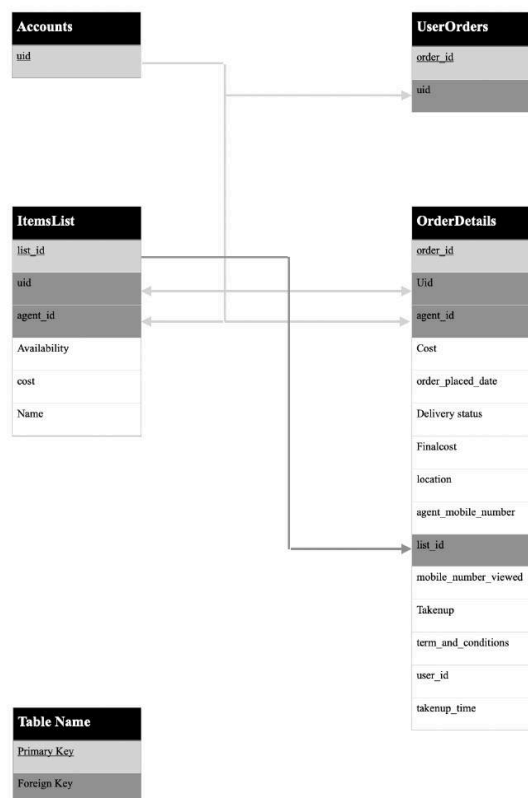 Accounts
uid
UserOrders
order_id
uid
ItemsList
list_id
uid
agent_id
Availability
cost
Name
OrderDetails
order_id
Uid
agent_id
Cost
order_placed_date
Delivery status
Finalcost
location
agent_mobile_number
list_id
mobile_number_viewed
Takenup
term_and_conditions
user_id
takenup_time
Table Name
Primary Key
Foreign Key